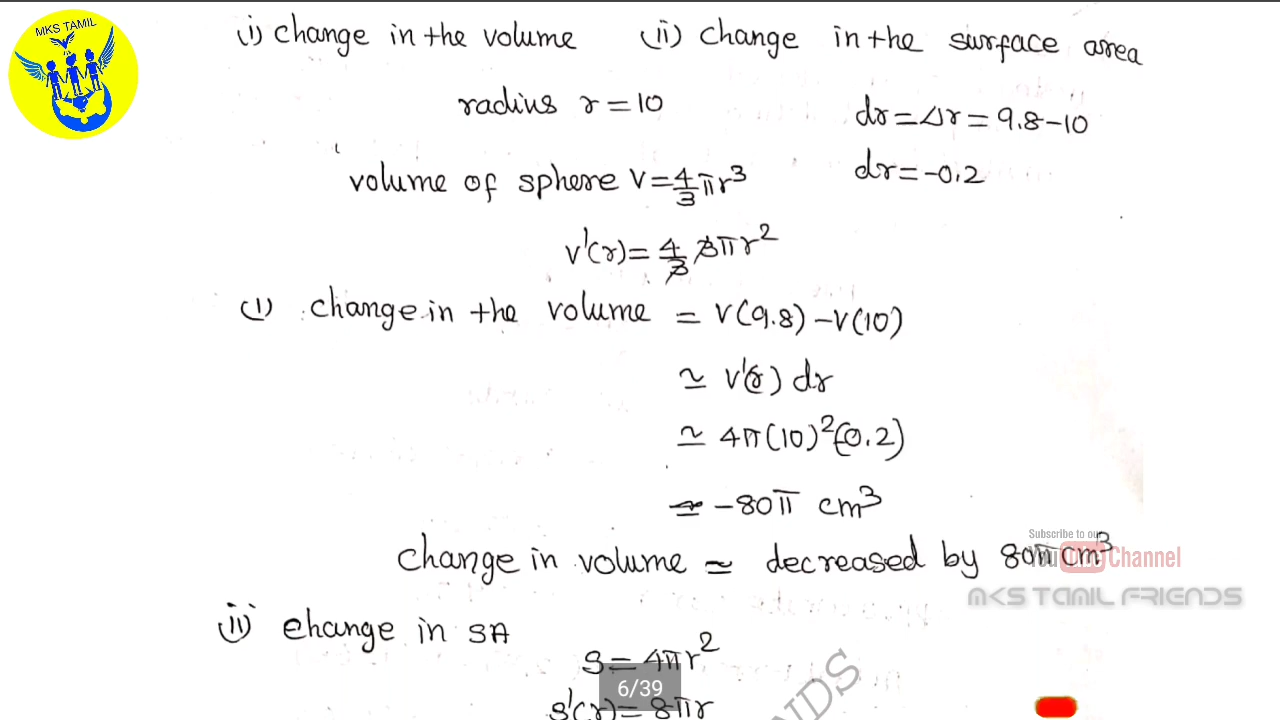 MKS TAMIL
(i) change in the volume (ii) change in the surface area
radius r = 10
dr = Δr = 9.8 - 10
dr = -0.2
volume of sphere V = 4/3 πr³
V'(r) = 4/3 3πr²
(i) change in the volume = V(9.8) - V(10)
≃ V'(r) dr
≃ 4π(10)²(-0.2)
≃ -80π cm³
change in volume ≃ decreased by 80π cm³
Subscribe to our
YouTube Channel
MKS TAMIL FRIENDS
(ii) change in SA
S = 4πr²
6/39
S'(r) = 8πr
NDS